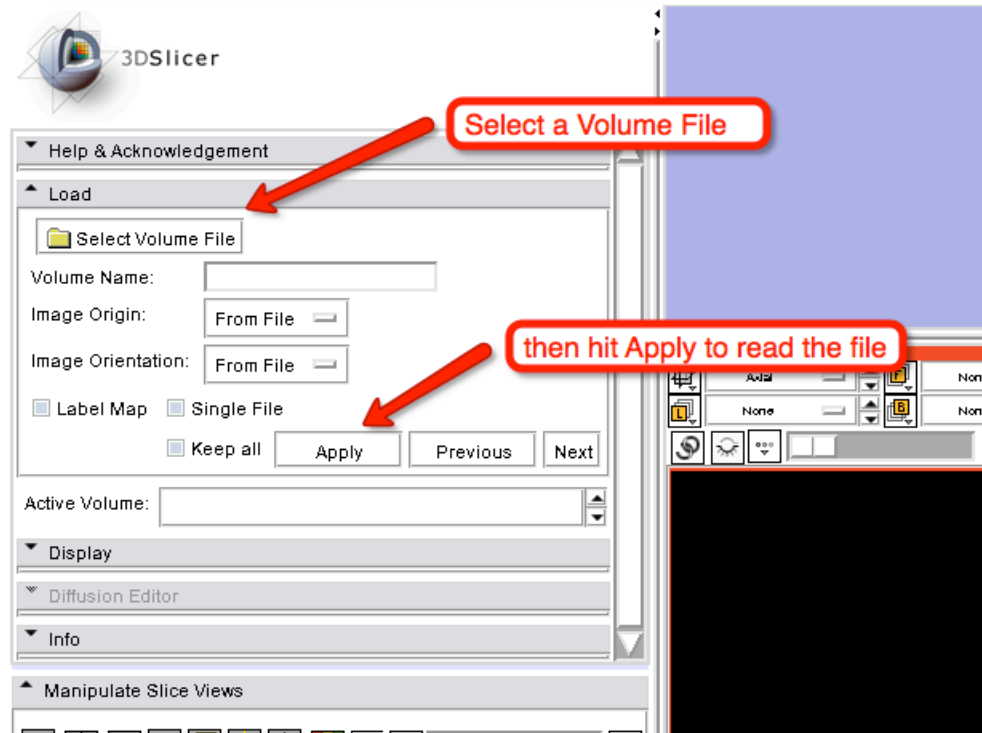 3DSlicer
Select a Volume File
Help & Acknowledgement
Load
Select Volume File
Volume Name:
Image Origin: From File
then hit Apply to read the file
Image Orientation: From File
Axial
F
Non
Label Map Single File
L
None
B
Non
Keep all Apply Previous Next
Active Volume:
Display
Diffusion Editor
Info
Manipulate Slice Views